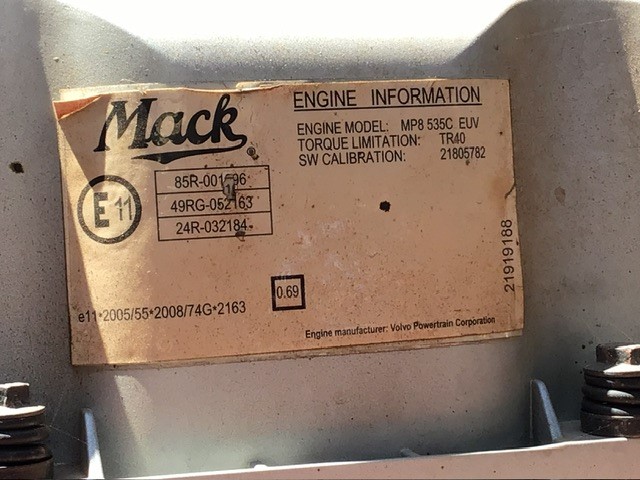 Mack®
ENGINE INFORMATION
ENGINE MODEL: MP8 535C EUV
TORQUE LIMITATION: TR40
SW CALIBRATION: 21805782
E 11
49RG-052163
24R-032184
0.69
e11*2005/55*2008/74G*2163
Engine manufacturer: Volvo Powertrain Corporation
21919188